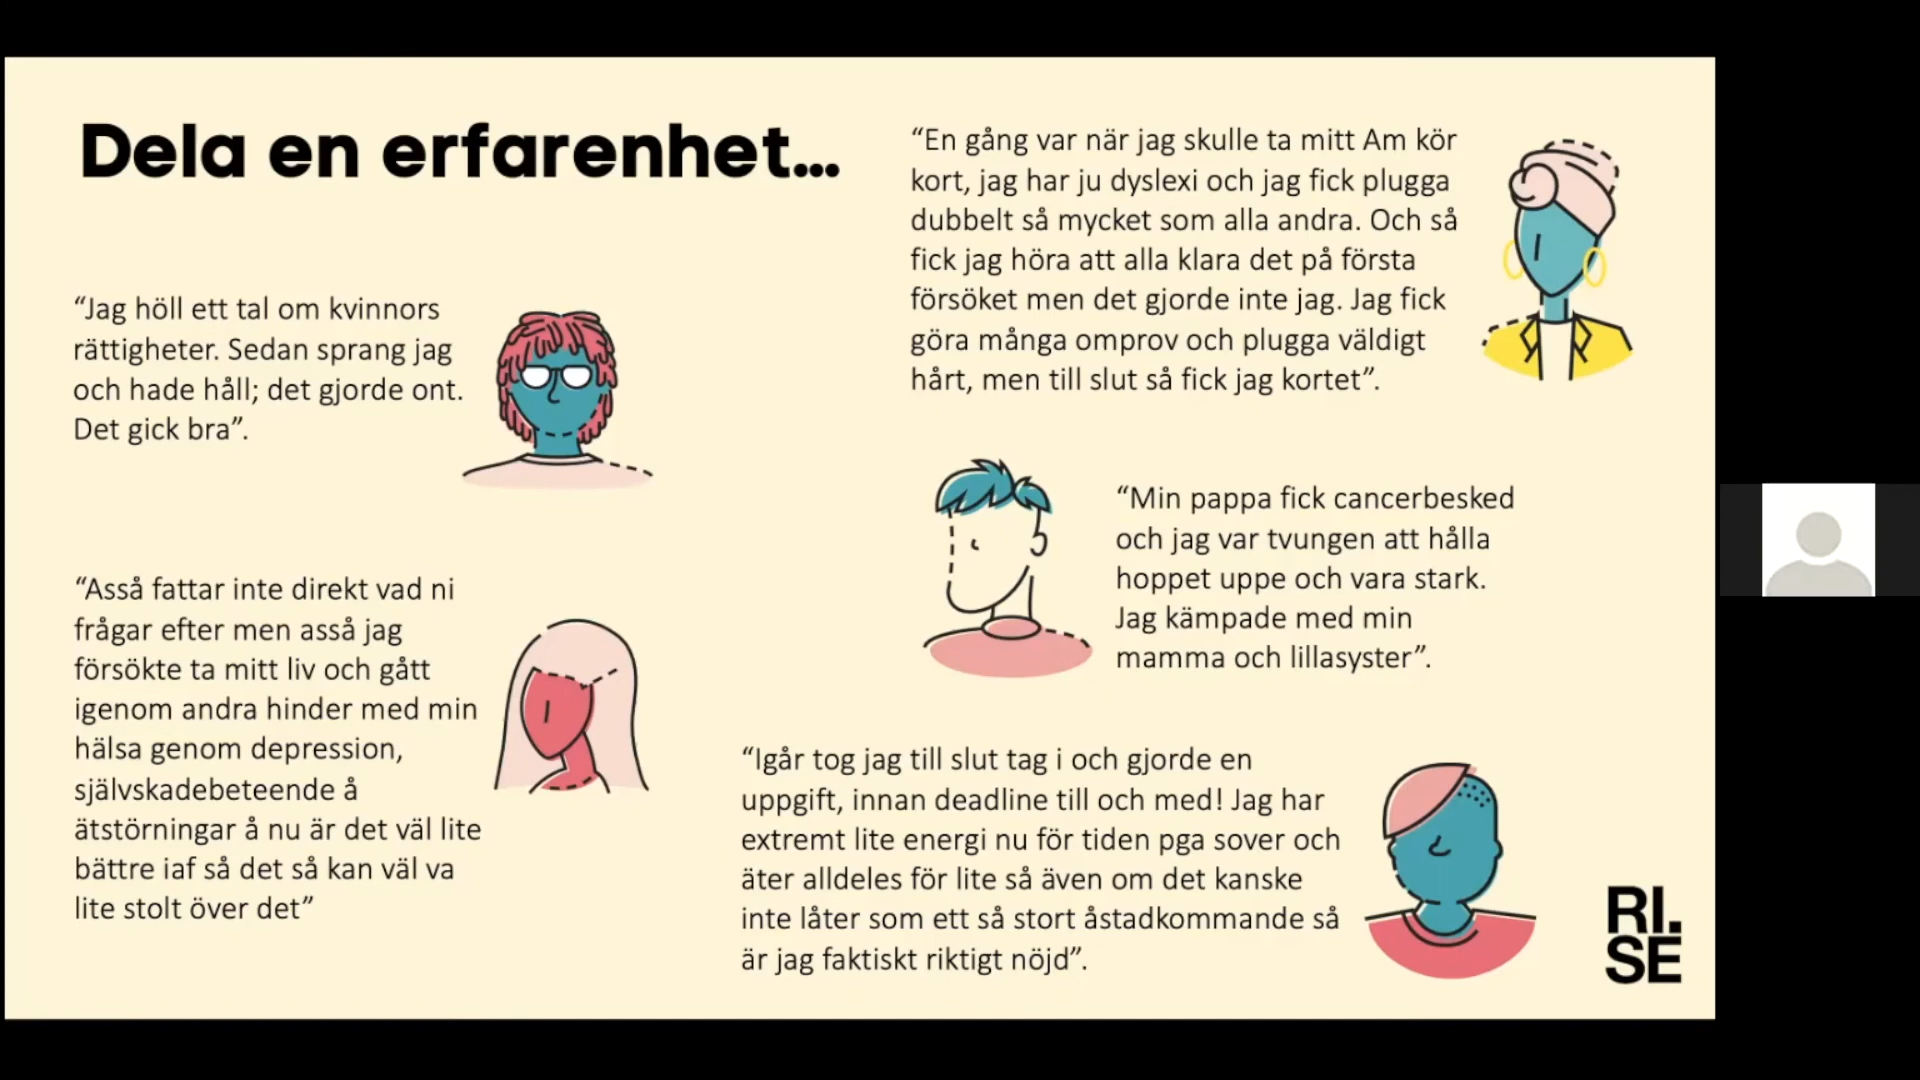 Dela en erfarenhet...
“Jag höll ett tal om kvinnors
rättigheter. Sedan sprang jag
och hade håll; det gjorde ont.
Det gick bra”.
“Asså fattar inte direkt vad ni
frågar efter men asså jag
försökte ta mitt liv och gått
igenom andra hinder med min
hälsa genom depression,
självskadebeteende å
ätstörningar å nu är det väl lite
bättre iaf så det så kan väl va
lite stolt över det”
“En gång var när jag skulle ta mitt Am kör
kort, jag har ju dyslexi och jag fick plugga
dubbelt så mycket som alla andra. Och så
fick jag höra att alla klara det på första
försöket men det gjorde inte jag. Jag fick
göra många omprov och plugga väldigt
hårt, men till slut så fick jag kortet”.
“Min pappa fick cancerbesked
och jag var tvungen att hålla
hoppet uppe och vara stark.
Jag kämpade med min
mamma och lillasyster”.
“Igår tog jag till slut tag i och gjorde en
uppgift, innan deadline till och med! Jag har
extremt lite energi nu för tiden pga sover och
äter alldeles för lite så även om det kanske
inte låter som ett så stort åstadkommande så
är jag faktiskt riktigt nöjd”.
RI.
SE